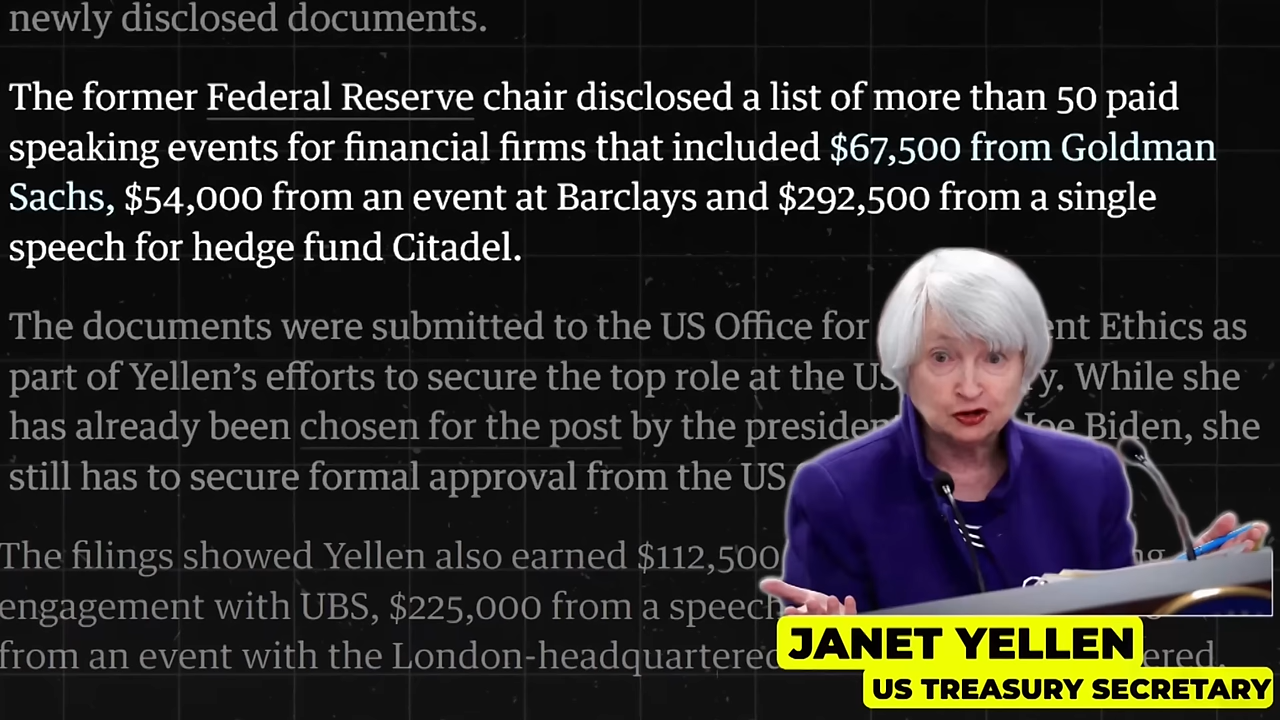 newly disclosed documents.
The former Federal Reserve chair disclosed a list of more than 50 paid
speaking events for financial firms that included $67,500 from Goldman
Sachs, $54,000 from an event at Barclays and $292,500 from a single
speech for hedge fund Citadel.
The documents were submitted to the US Office for ent Ethics as
part of Yellen’s efforts to secure the top role at the US y. While she
has already been chosen for the post by the president Joe Biden, she
still has to secure formal approval from the US
The filings showed Yellen also earned $112,500 ng
engagement with UBS, $225,000 from a speech
from an event with the London-headquartered ered.
JANET YELLEN
US TREASURY SECRETARY